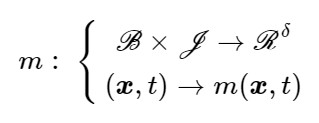 m : { ℬ × 𝒥 → ℛ^δ
(𝒙, t) → m(𝒙, t)